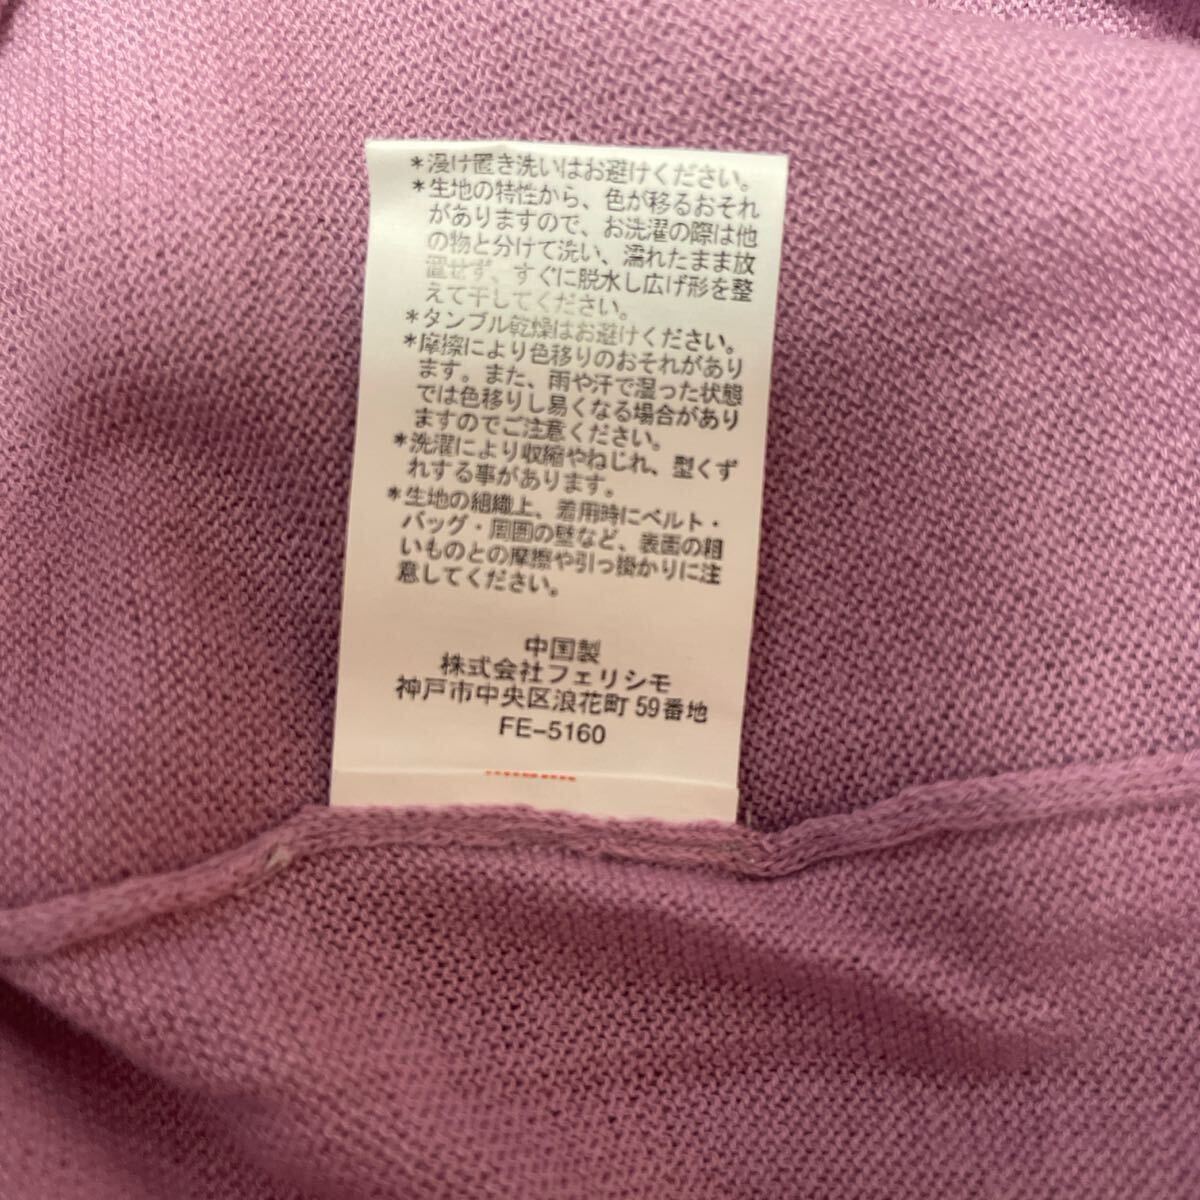 *浸け置き洗いはお避けください。
*生地の特性から、色が移るおそれ
がありますので、お洗濯の際は他
の物と分けて洗い、濡れたまま放
置せず、すぐに脱水し広げ形を整
えて干してください。
*タンブル乾燥はお避けください。
*摩擦により色移りのおそれがあり
ます。また、雨や汗で湿った状態
では色移りし易くなる場合があり
ますのでご注意ください。
*洗濯により収縮やねじれ、型くず
れする事があります。
*生地の組織上、着用時にベルト・
バッグ・周囲の壁など、表面の粗
いものとの摩擦や引っ掛かりに注
意してください。
中国製
株式会社フェリシモ
神戸市中央区浪花町 59番地
FE-5160